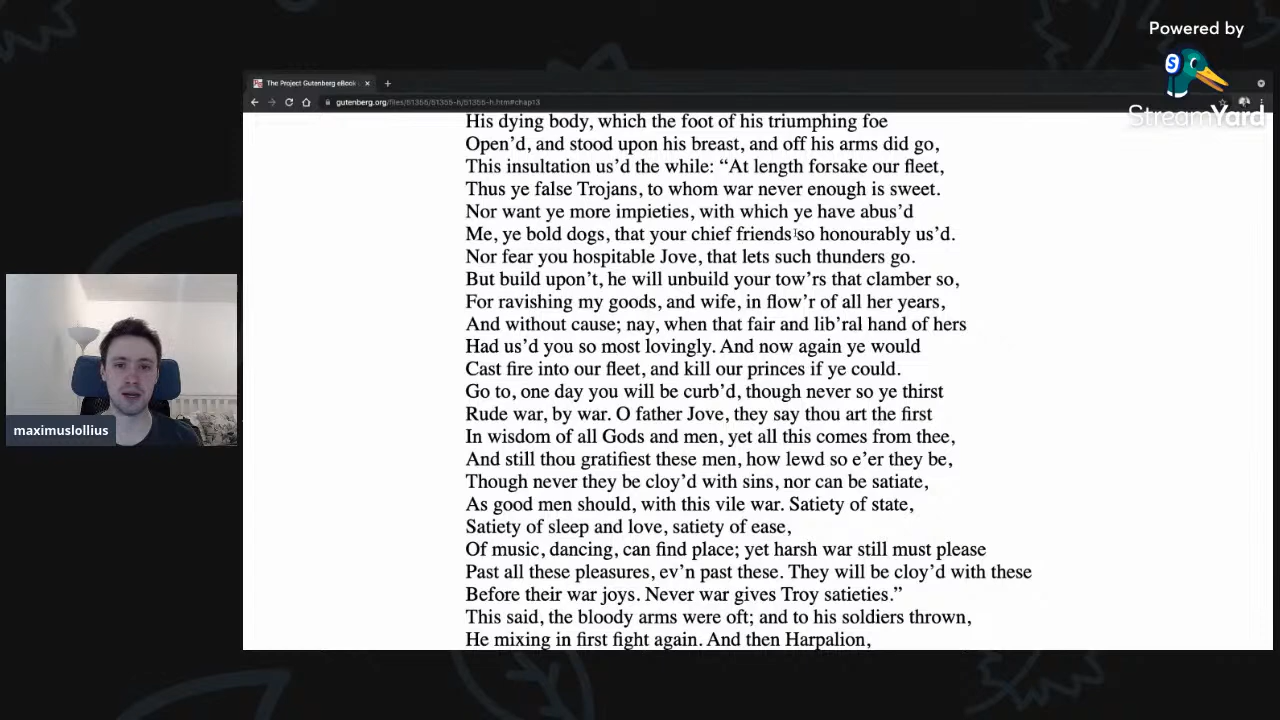 Powered by
StreamYard
The Project Gutenberg eBook
gutenberg.org/files/51355/51355-h/51355-h.htm#chap13
His dying body, which the foot of his triumphing foe
Open’d, and stood upon his breast, and off his arms did go,
This insultation us’d the while: “At length forsake our fleet,
Thus ye false Trojans, to whom war never enough is sweet.
Nor want ye more impieties, with which ye have abus’d
Me, ye bold dogs, that your chief friends so honourably us’d.
Nor fear you hospitable Jove, that lets such thunders go.
But build upon’t, he will unbuild your tow’rs that clamber so,
For ravishing my goods, and wife, in flow’r of all her years,
And without cause; nay, when that fair and lib’ral hand of hers
Had us’d you so most lovingly. And now again ye would
Cast fire into our fleet, and kill our princes if ye could.
Go to, one day you will be curb’d, though never so ye thirst
Rude war, by war. O father Jove, they say thou art the first
In wisdom of all Gods and men, yet all this comes from thee,
And still thou gratifiest these men, how lewd so e’er they be,
Though never they be cloy’d with sins, nor can be satiate,
As good men should, with this vile war. Satiety of state,
Satiety of sleep and love, satiety of ease,
Of music, dancing, can find place; yet harsh war still must please
Past all these pleasures, ev’n past these. They will be cloy’d with these
Before their war joys. Never war gives Troy satieties.”
This said, the bloody arms were oft; and to his soldiers thrown,
He mixing in first fight again. And then Harpalion,
maximuslollius